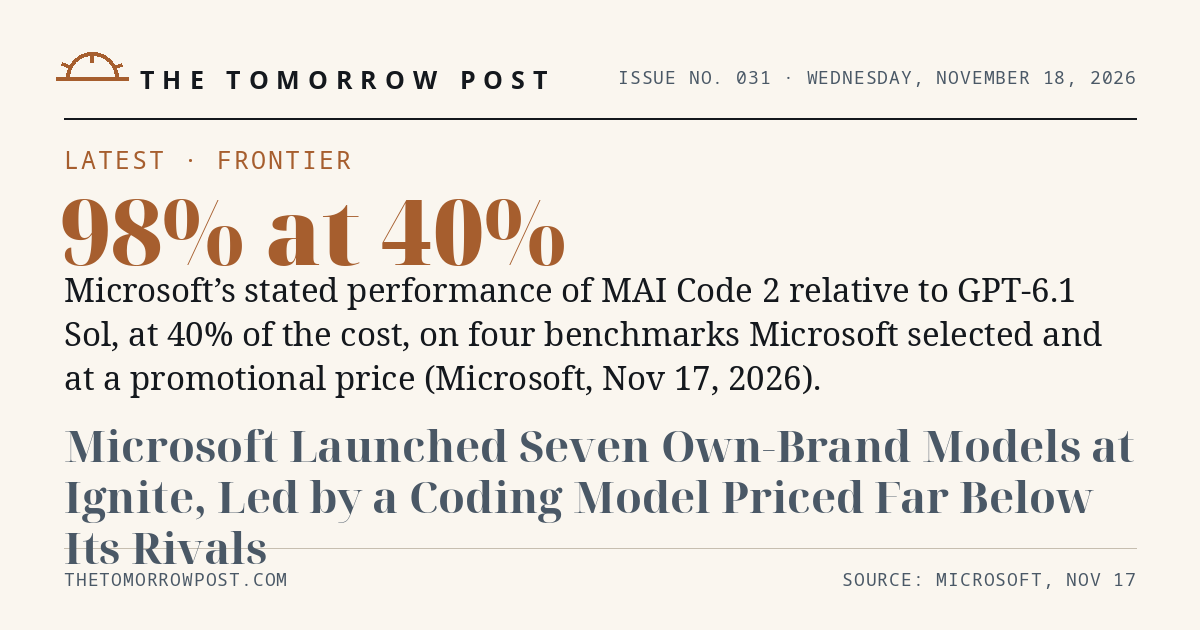 THE TOMORROW POST
ISSUE NO. 031 · WEDNESDAY, NOVEMBER 18, 2026
LATEST · FRONTIER
98% at 40%
Microsoft’s stated performance of MAI Code 2 relative to GPT-6.1
Sol, at 40% of the cost, on four benchmarks Microsoft selected and
at a promotional price (Microsoft, Nov 17, 2026).
Microsoft Launched Seven Own-Brand Models at
Ignite, Led by a Coding Model Priced Far Below
Its Rivals
THETOMORROWPOST.COM
SOURCE: MICROSOFT, NOV 17